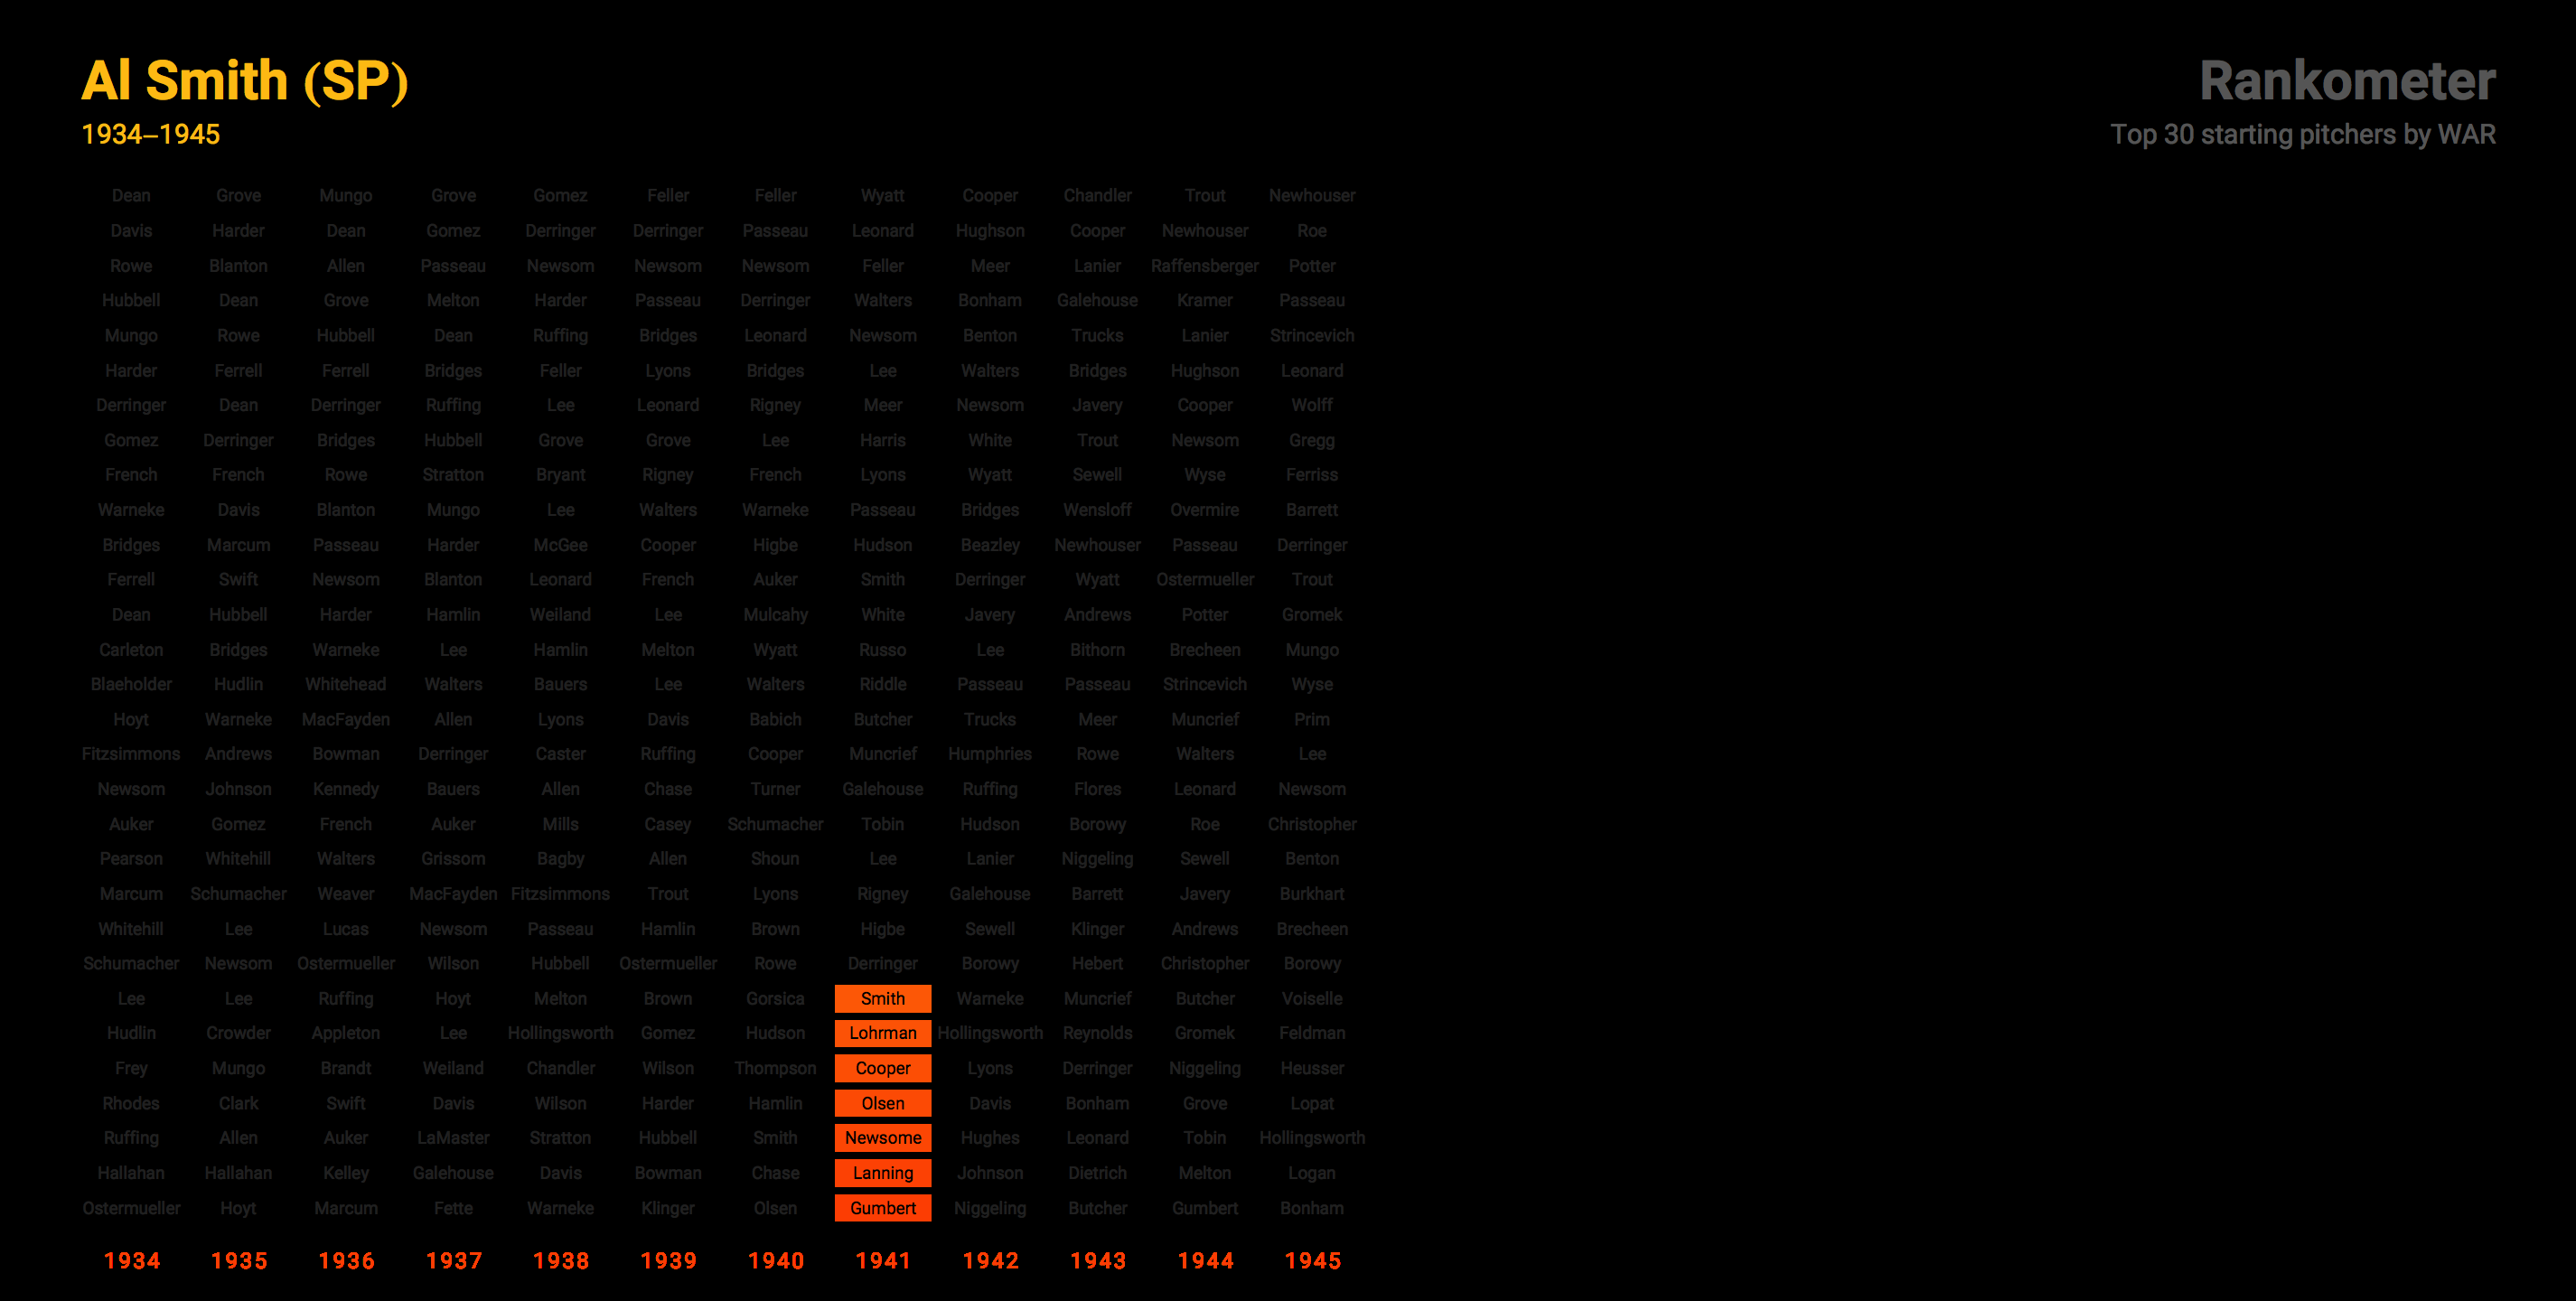 Al Smith (SP)
1934–1945
Rankometer
Top 30 starting pitchers by WAR
Dean Grove Mungo Grove Gomez Feller Feller Wyatt Cooper Chandler Trout Newhouser
Davis Harder Dean Gomez Derringer Derringer Passeau Leonard Hughson Cooper Newhouser Roe
Rowe Blanton Allen Passeau Newsom Newsom Newsom Feller Meer Lanier Raffensberger Potter
Hubbell Dean Grove Melton Harder Passeau Derringer Walters Bonham Galehouse Kramer Passeau
Mungo Rowe Hubbell Dean Ruffing Bridges Leonard Newsom Benton Trucks Lanier Strincevich
Harder Ferrell Ferrell Bridges Feller Lyons Bridges Lee Walters Bridges Hughson Leonard
Derringer Dean Derringer Ruffing Lee Leonard Rigney Meer Newsom Javery Cooper Wolff
Gomez Derringer Bridges Hubbell Grove Grove Lee Harris White Trout Newsom Gregg
French French Rowe Stratton Bryant Rigney French Lyons Wyatt Sewell Wyse Ferriss
Warneke Davis Blanton Mungo Lee Walters Warneke Passeau Bridges Wensloff Overmire Barrett
Bridges Marcum Passeau Harder McGee Cooper Higbe Hudson Beazley Newhouser Passeau Derringer
Ferrell Swift Newsom Blanton Leonard French Auker Smith Derringer Wyatt Ostermueller Trout
Dean Hubbell Harder Hamlin Weiland Lee Mulcahy White Javery Andrews Potter Gromek
Carleton Bridges Warneke Lee Hamlin Melton Wyatt Russo Lee Bithorn Brecheen Mungo
Blaeholder Hudlin Whitehead Walters Bauers Lee Walters Riddle Passeau Passeau Strincevich Wyse
Hoyt Warneke MacFayden Allen Lyons Davis Babich Butcher Trucks Meer Muncrief Prim
Fitzsimmons Andrews Bowman Derringer Caster Ruffing Cooper Muncrief Humphries Rowe Walters Lee
Newsom Johnson Kennedy Bauers Allen Chase Turner Galehouse Ruffing Flores Leonard Newsom
Auker Gomez French Auker Mills Casey Schumacher Tobin Hudson Borowy Roe Christopher
Pearson Whitehill Walters Grissom Bagby Allen Shoun Lee Lanier Niggeling Sewell Benton
Marcum Schumacher Weaver MacFayden Fitzsimmons Trout Lyons Rigney Galehouse Barrett Javery Burkhart
Whitehill Lee Lucas Newsom Passeau Hamlin Brown Higbe Sewell Klinger Andrews Brecheen
Schumacher Newsom Ostermueller Wilson Hubbell Ostermueller Rowe Derringer Borowy Hebert Christopher Borowy
Lee Lee Ruffing Hoyt Melton Brown Gorsica Smith Warneke Muncrief Butcher Voiselle
Hudlin Crowder Appleton Lee Hollingsworth Gomez Hudson Lohrman Hollingsworth Reynolds Gromek Feldman
Frey Mungo Brandt Weiland Chandler Wilson Thompson Cooper Lyons Derringer Niggeling Heusser
Rhodes Clark Swift Davis Wilson Harder Hamlin Olsen Davis Bonham Grove Lopat
Ruffing Allen Auker LaMaster Stratton Hubbell Smith Newsome Hughes Leonard Tobin Hollingsworth
Hallahan Hallahan Kelley Galehouse Davis Bowman Chase Lanning Johnson Dietrich Melton Logan
Ostermueller Hoyt Marcum Fette Warneke Klinger Olsen Gumbert Niggeling Butcher Gumbert Bonham
1934 1935 1936 1937 1938 1939 1940 1941 1942 1943 1944 1945